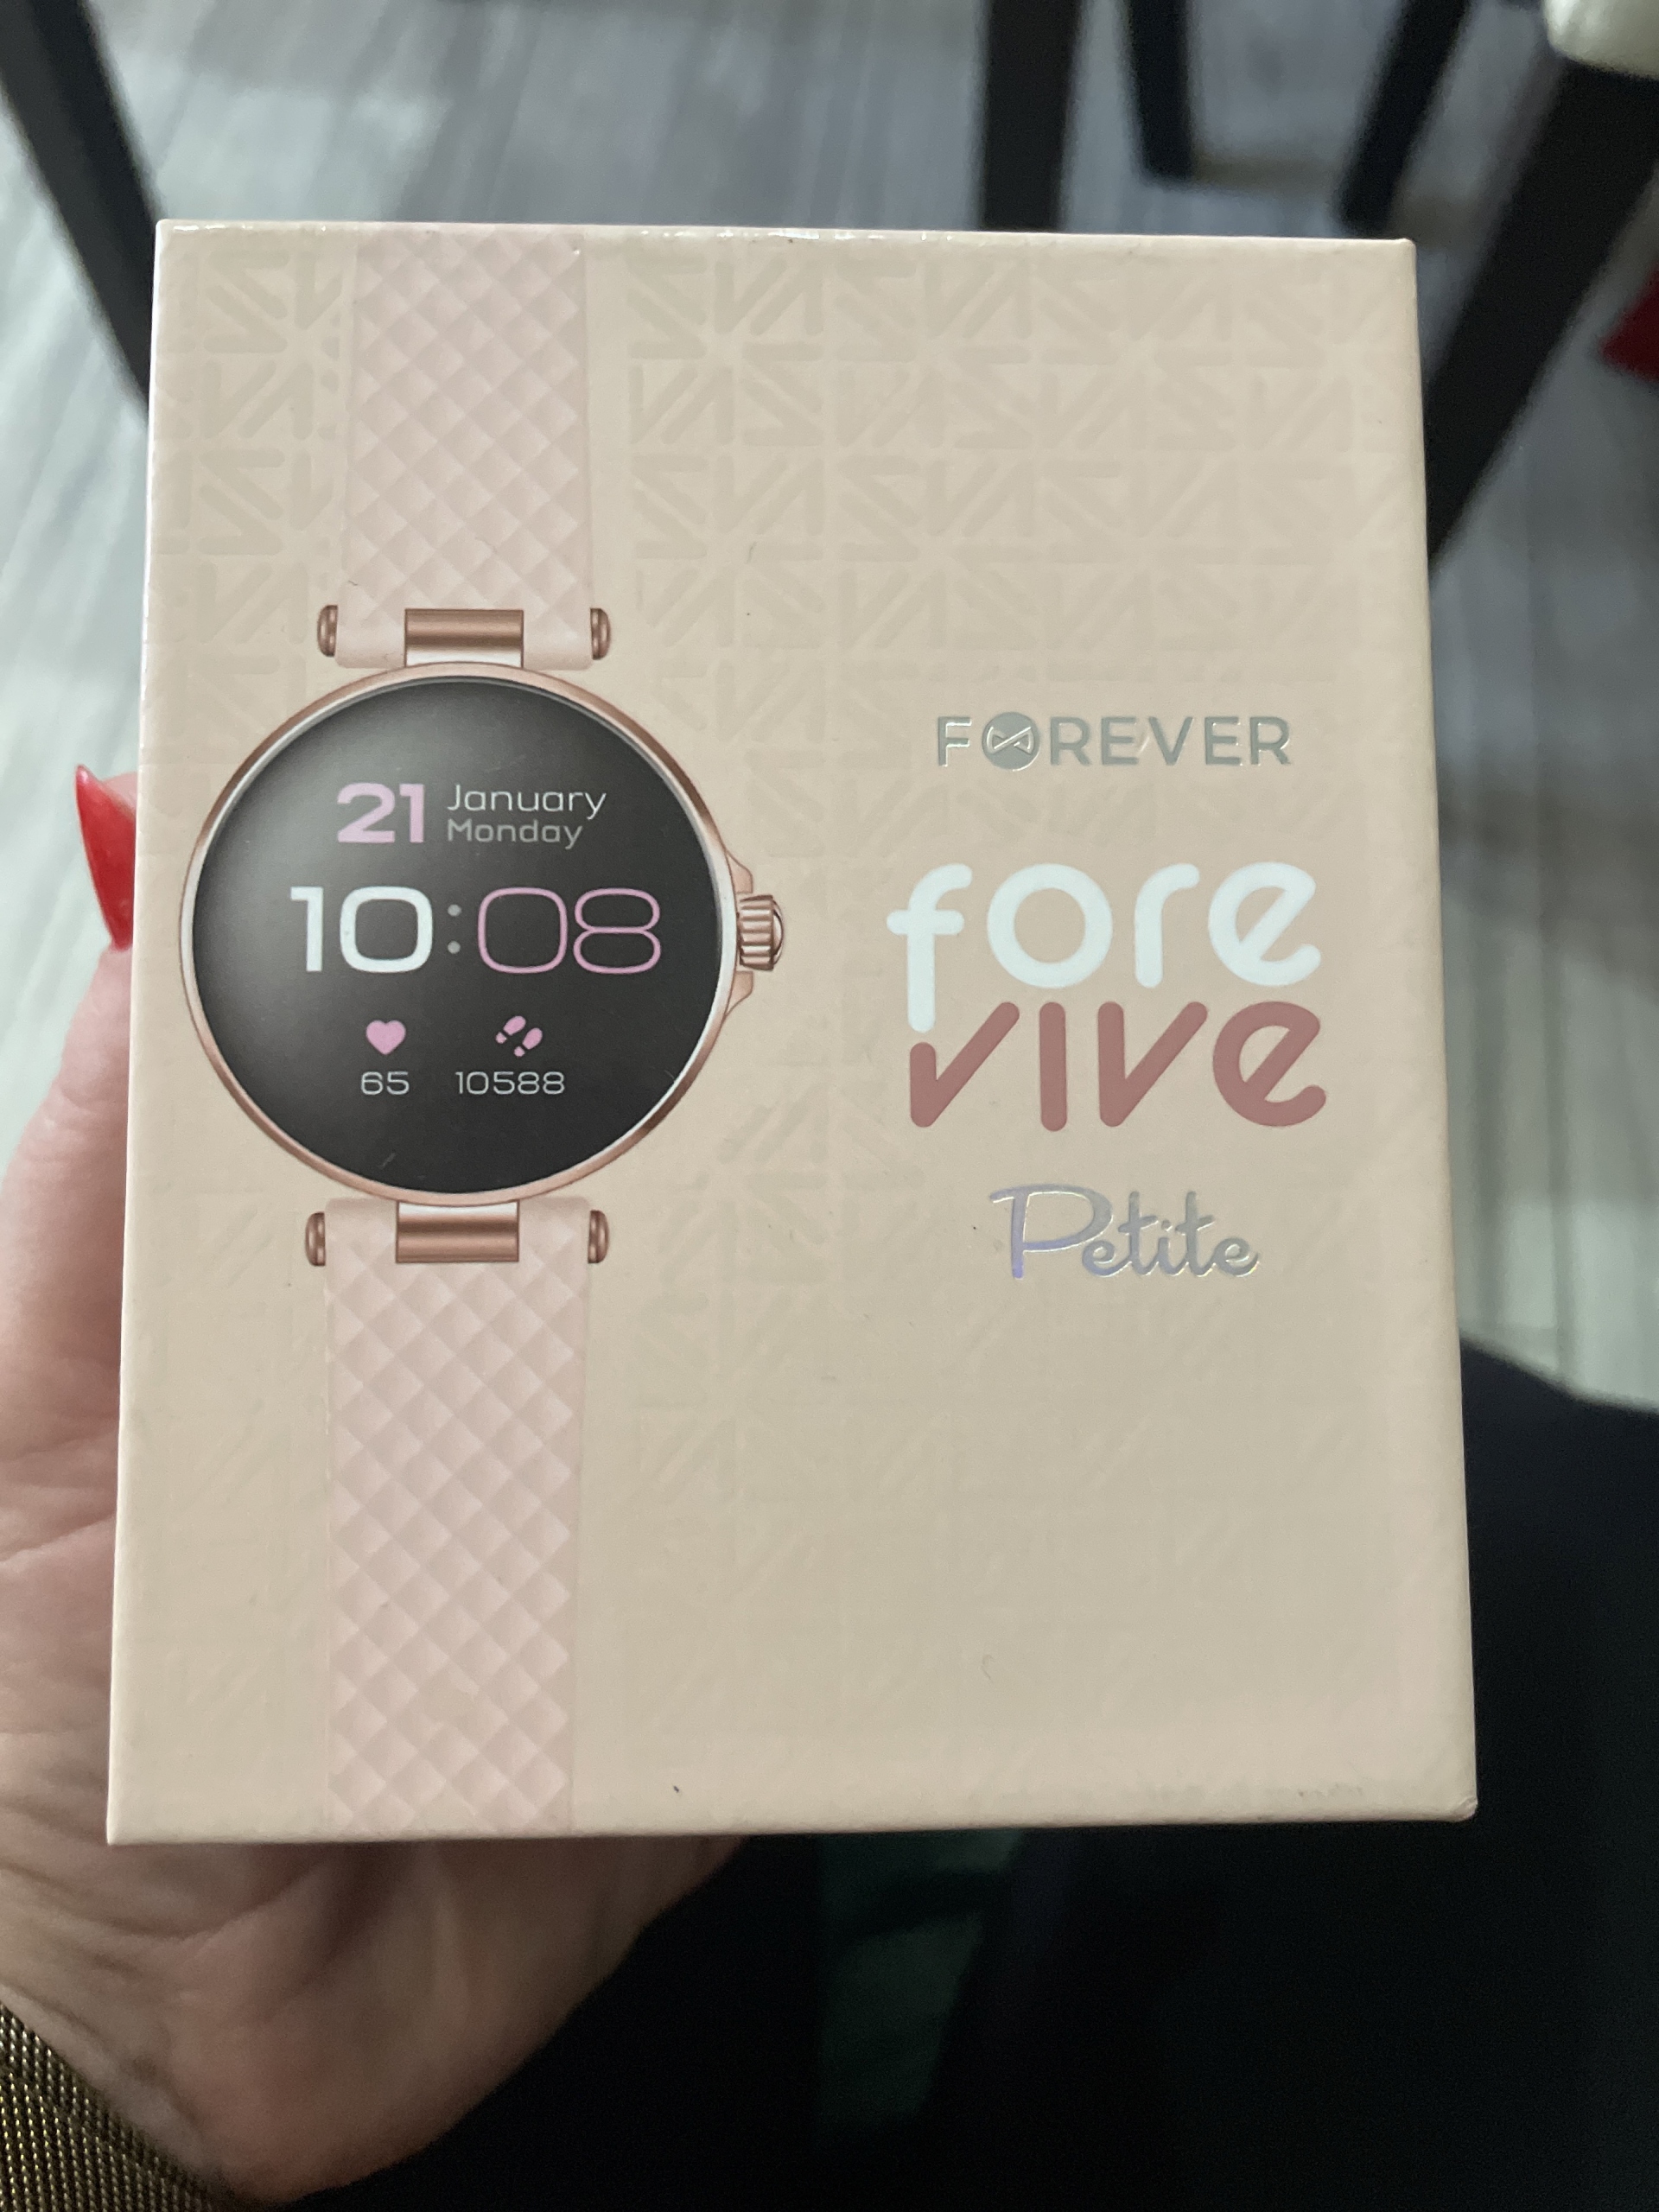 21 January
Monday
10:08
65 10588
FOREVER
fore
vive
Petite